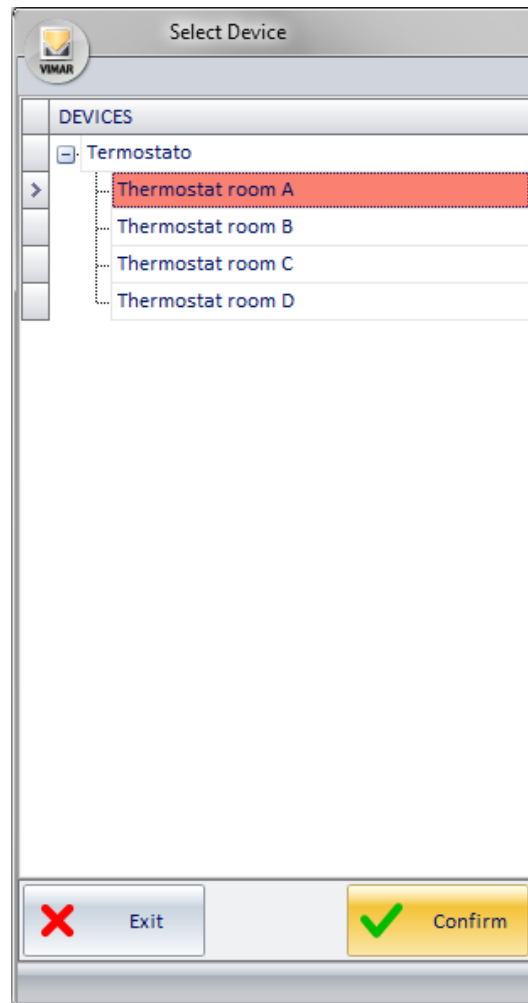 Select Device
VIMAR
DEVICES
Termostato
Thermostat room A
Thermostat room B
Thermostat room C
Thermostat room D
Exit
Confirm